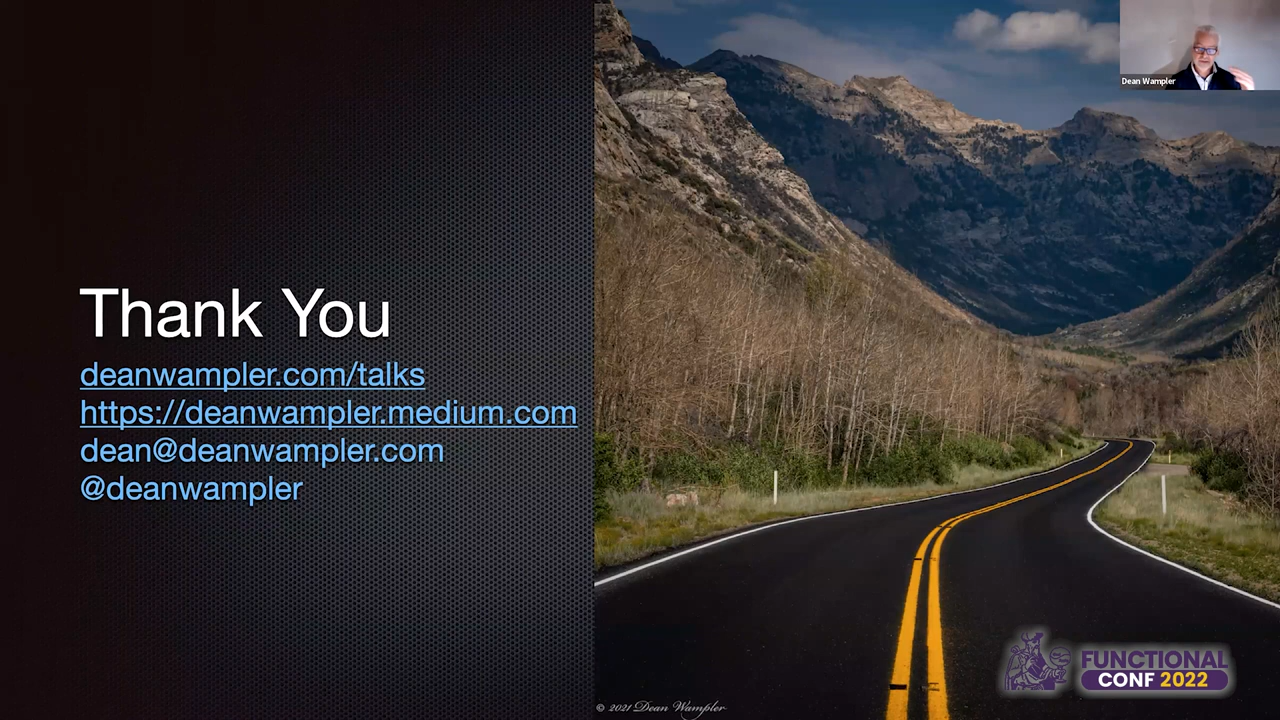 Dean Wampler
Thank You
deanwampler.com/talks
https://deanwampler.medium.com
dean@deanwampler.com
@deanwampler
FUNCTIONAL
CONF 2022
© 2021 Dean Wampler